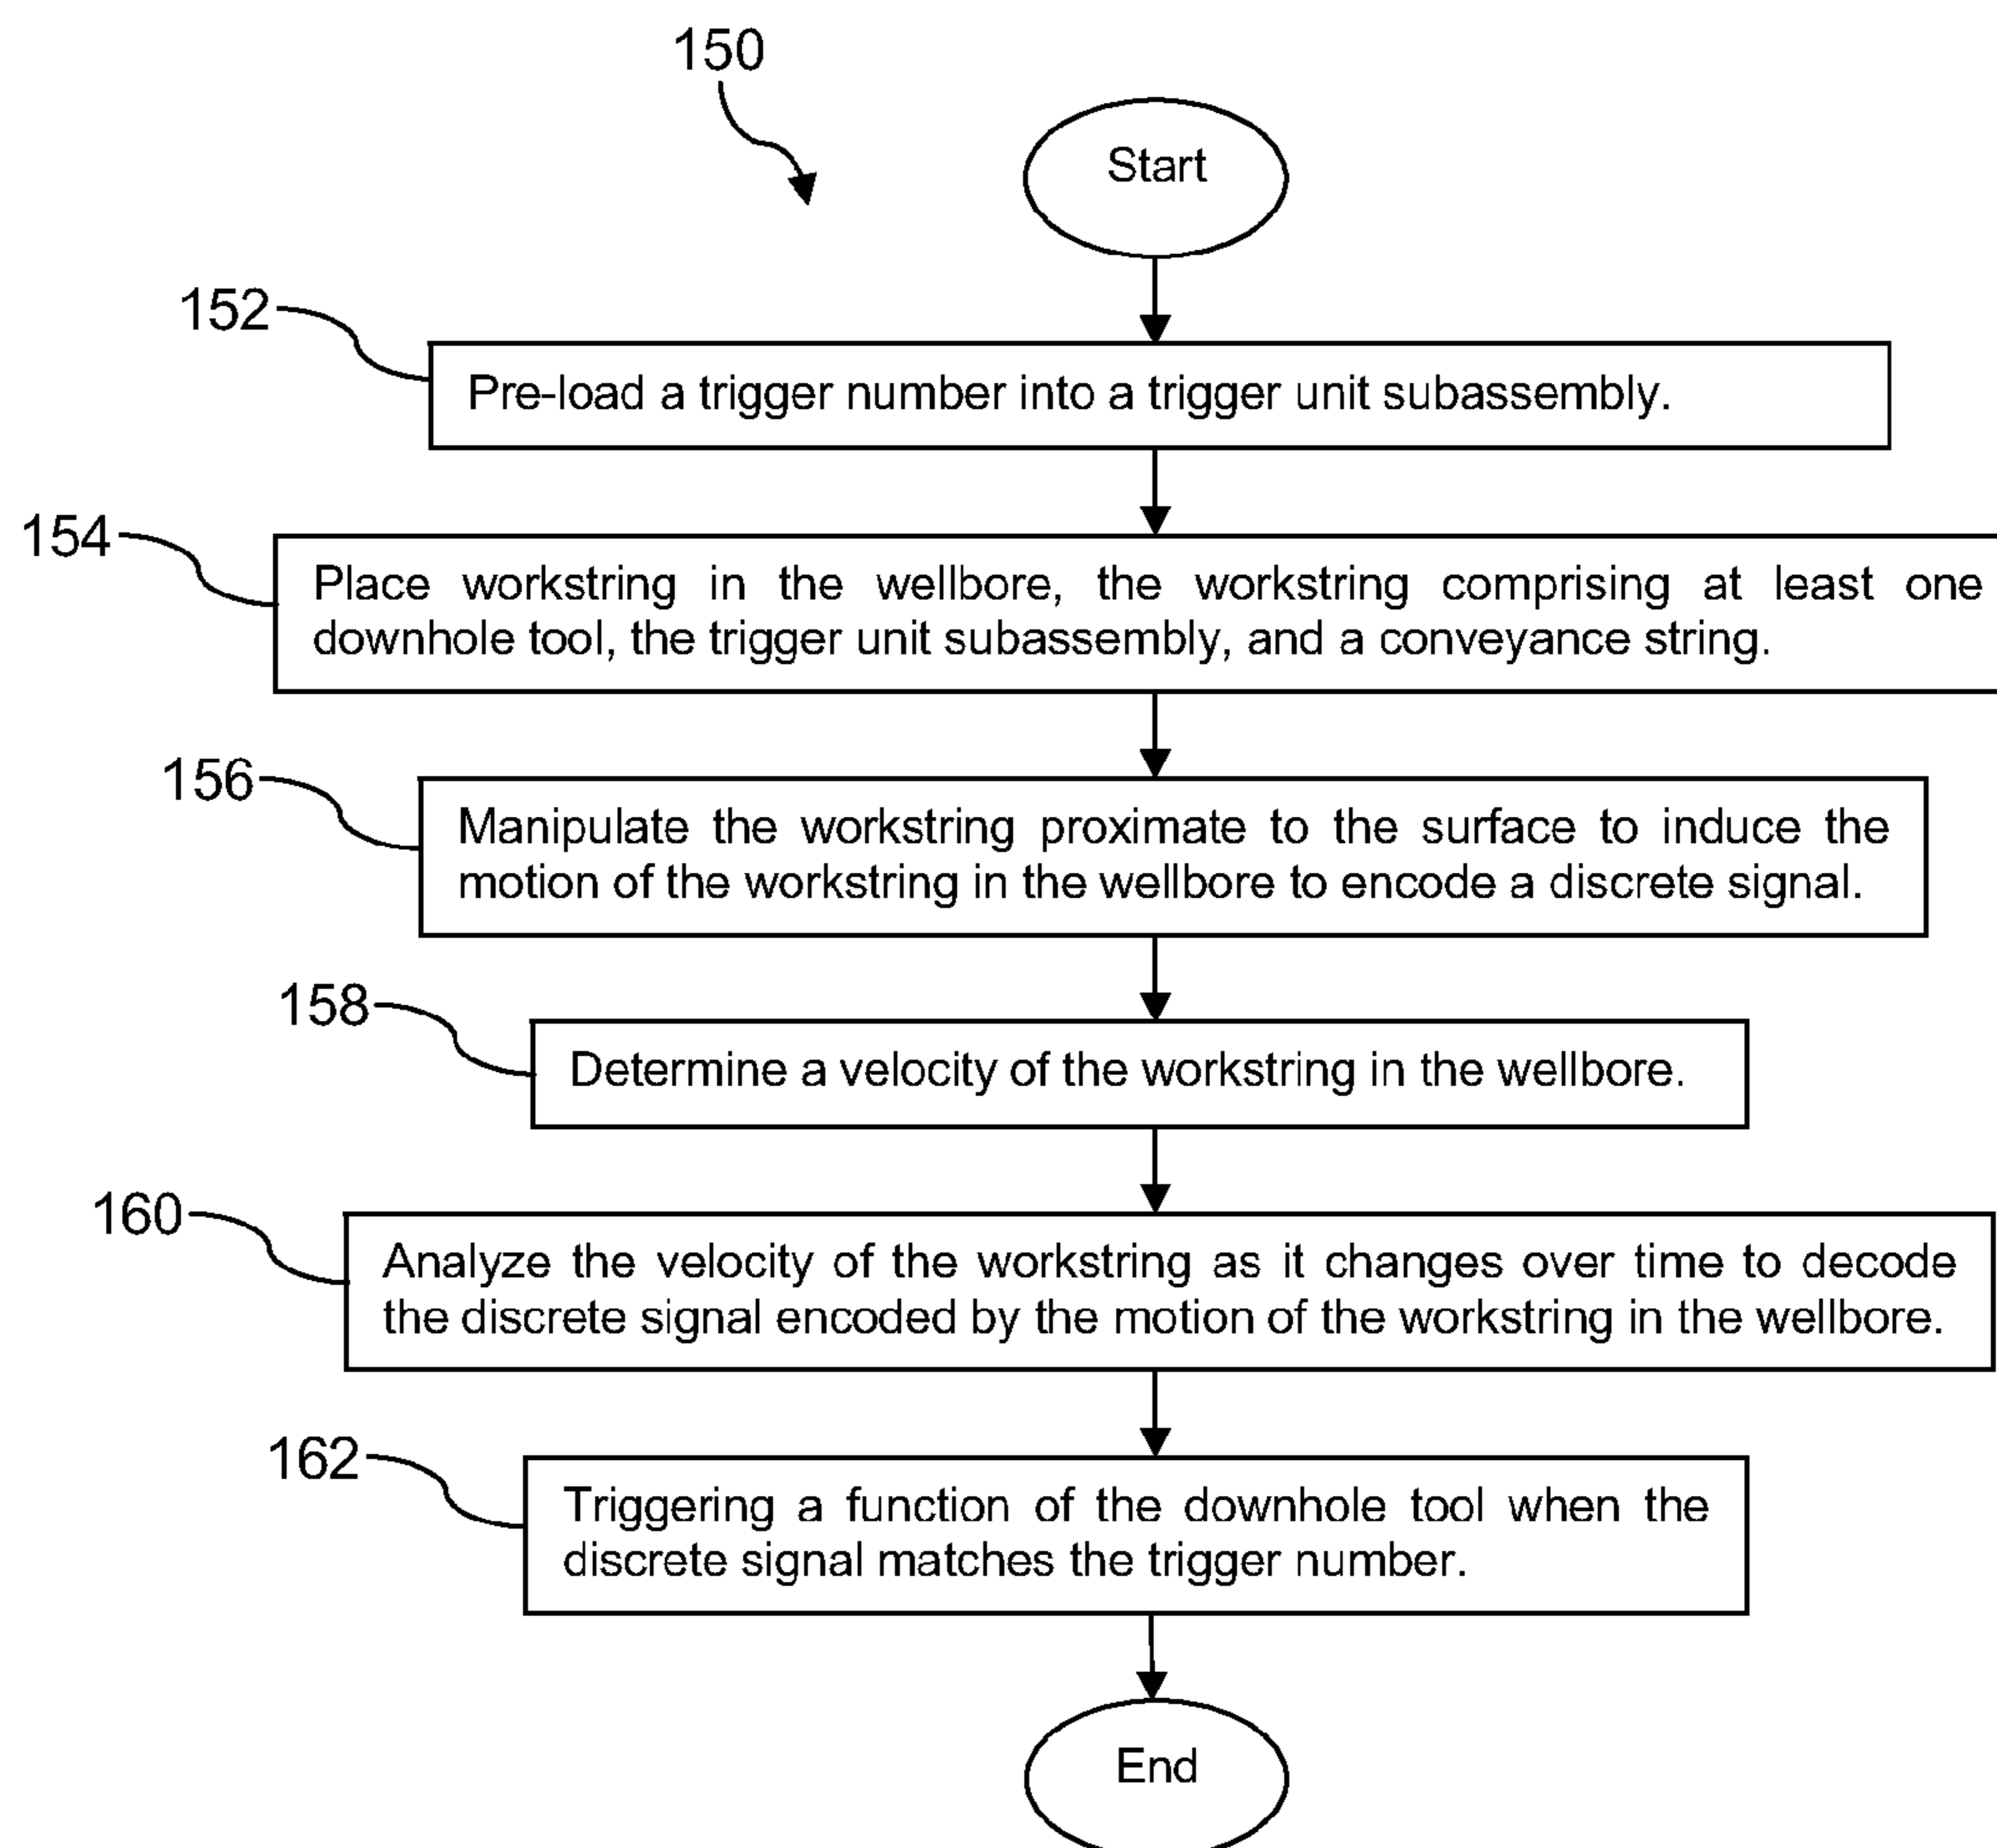 150
Start
152
Pre-load a trigger number into a trigger unit subassembly.
154
Place workstring in the wellbore, the workstring comprising at least one
downhole tool, the trigger unit subassembly, and a conveyance string.
156
Manipulate the workstring proximate to the surface to induce the
motion of the workstring in the wellbore to encode a discrete signal.
158
Determine a velocity of the workstring in the wellbore.
160
Analyze the velocity of the workstring as it changes over time to decode
the discrete signal encoded by the motion of the workstring in the wellbore.
162
Triggering a function of the downhole tool when the
discrete signal matches the trigger number.
End